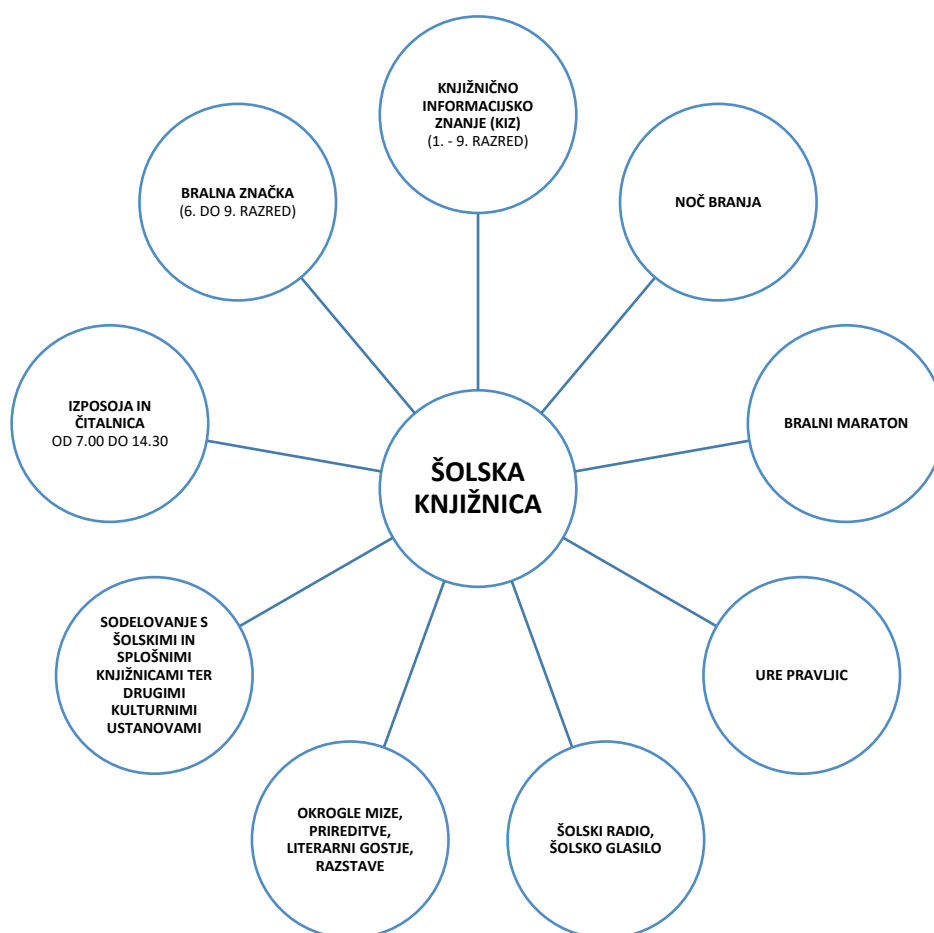 KNJIŽNIČNO
INFORMACIJSKO
ZNANJE (KIZ)
(1. - 9. RAZRED)
NOČ BRANJA
BRALNI MARATON
URE PRAVLJIC
ŠOLSKI RADIO,
ŠOLSKO GLASILO
OKROGLE MIZE,
PRIREDITVE,
LITERARNI GOSTJE,
RAZSTAVE
SODELOVANJE S
ŠOLSKIMI IN
SPLOŠNIMI
KNJIŽNICAMI TER
DRUGIMI
KULTURNIMI
USTANOVAMI
IZPOSOJA IN
ČITALNICA
OD 7.00 DO 14.30
BRALNA ZNAČKA
(6. DO 9. RAZRED)
ŠOLSKA
KNJIŽNICA